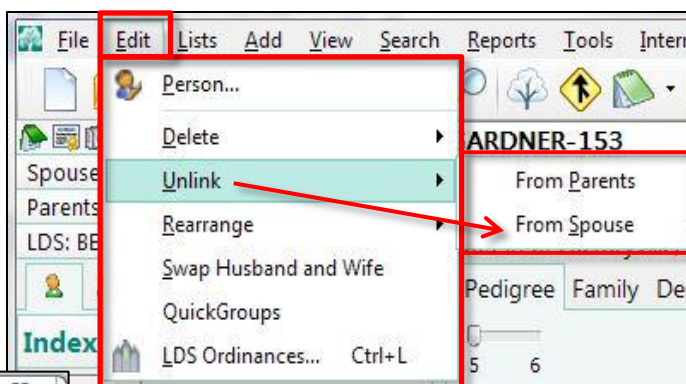 File Edit Lists Add View Search Reports Tools
Person...
Delete ARDNER-153
Spouse Unlink From Parents
Parents
Rearrange From Spouse
LDS: BE
Swap Husband and Wife
Pedigree Family De
QuickGroups
Index
LDS Ordinances... Ctrl+L 5 6